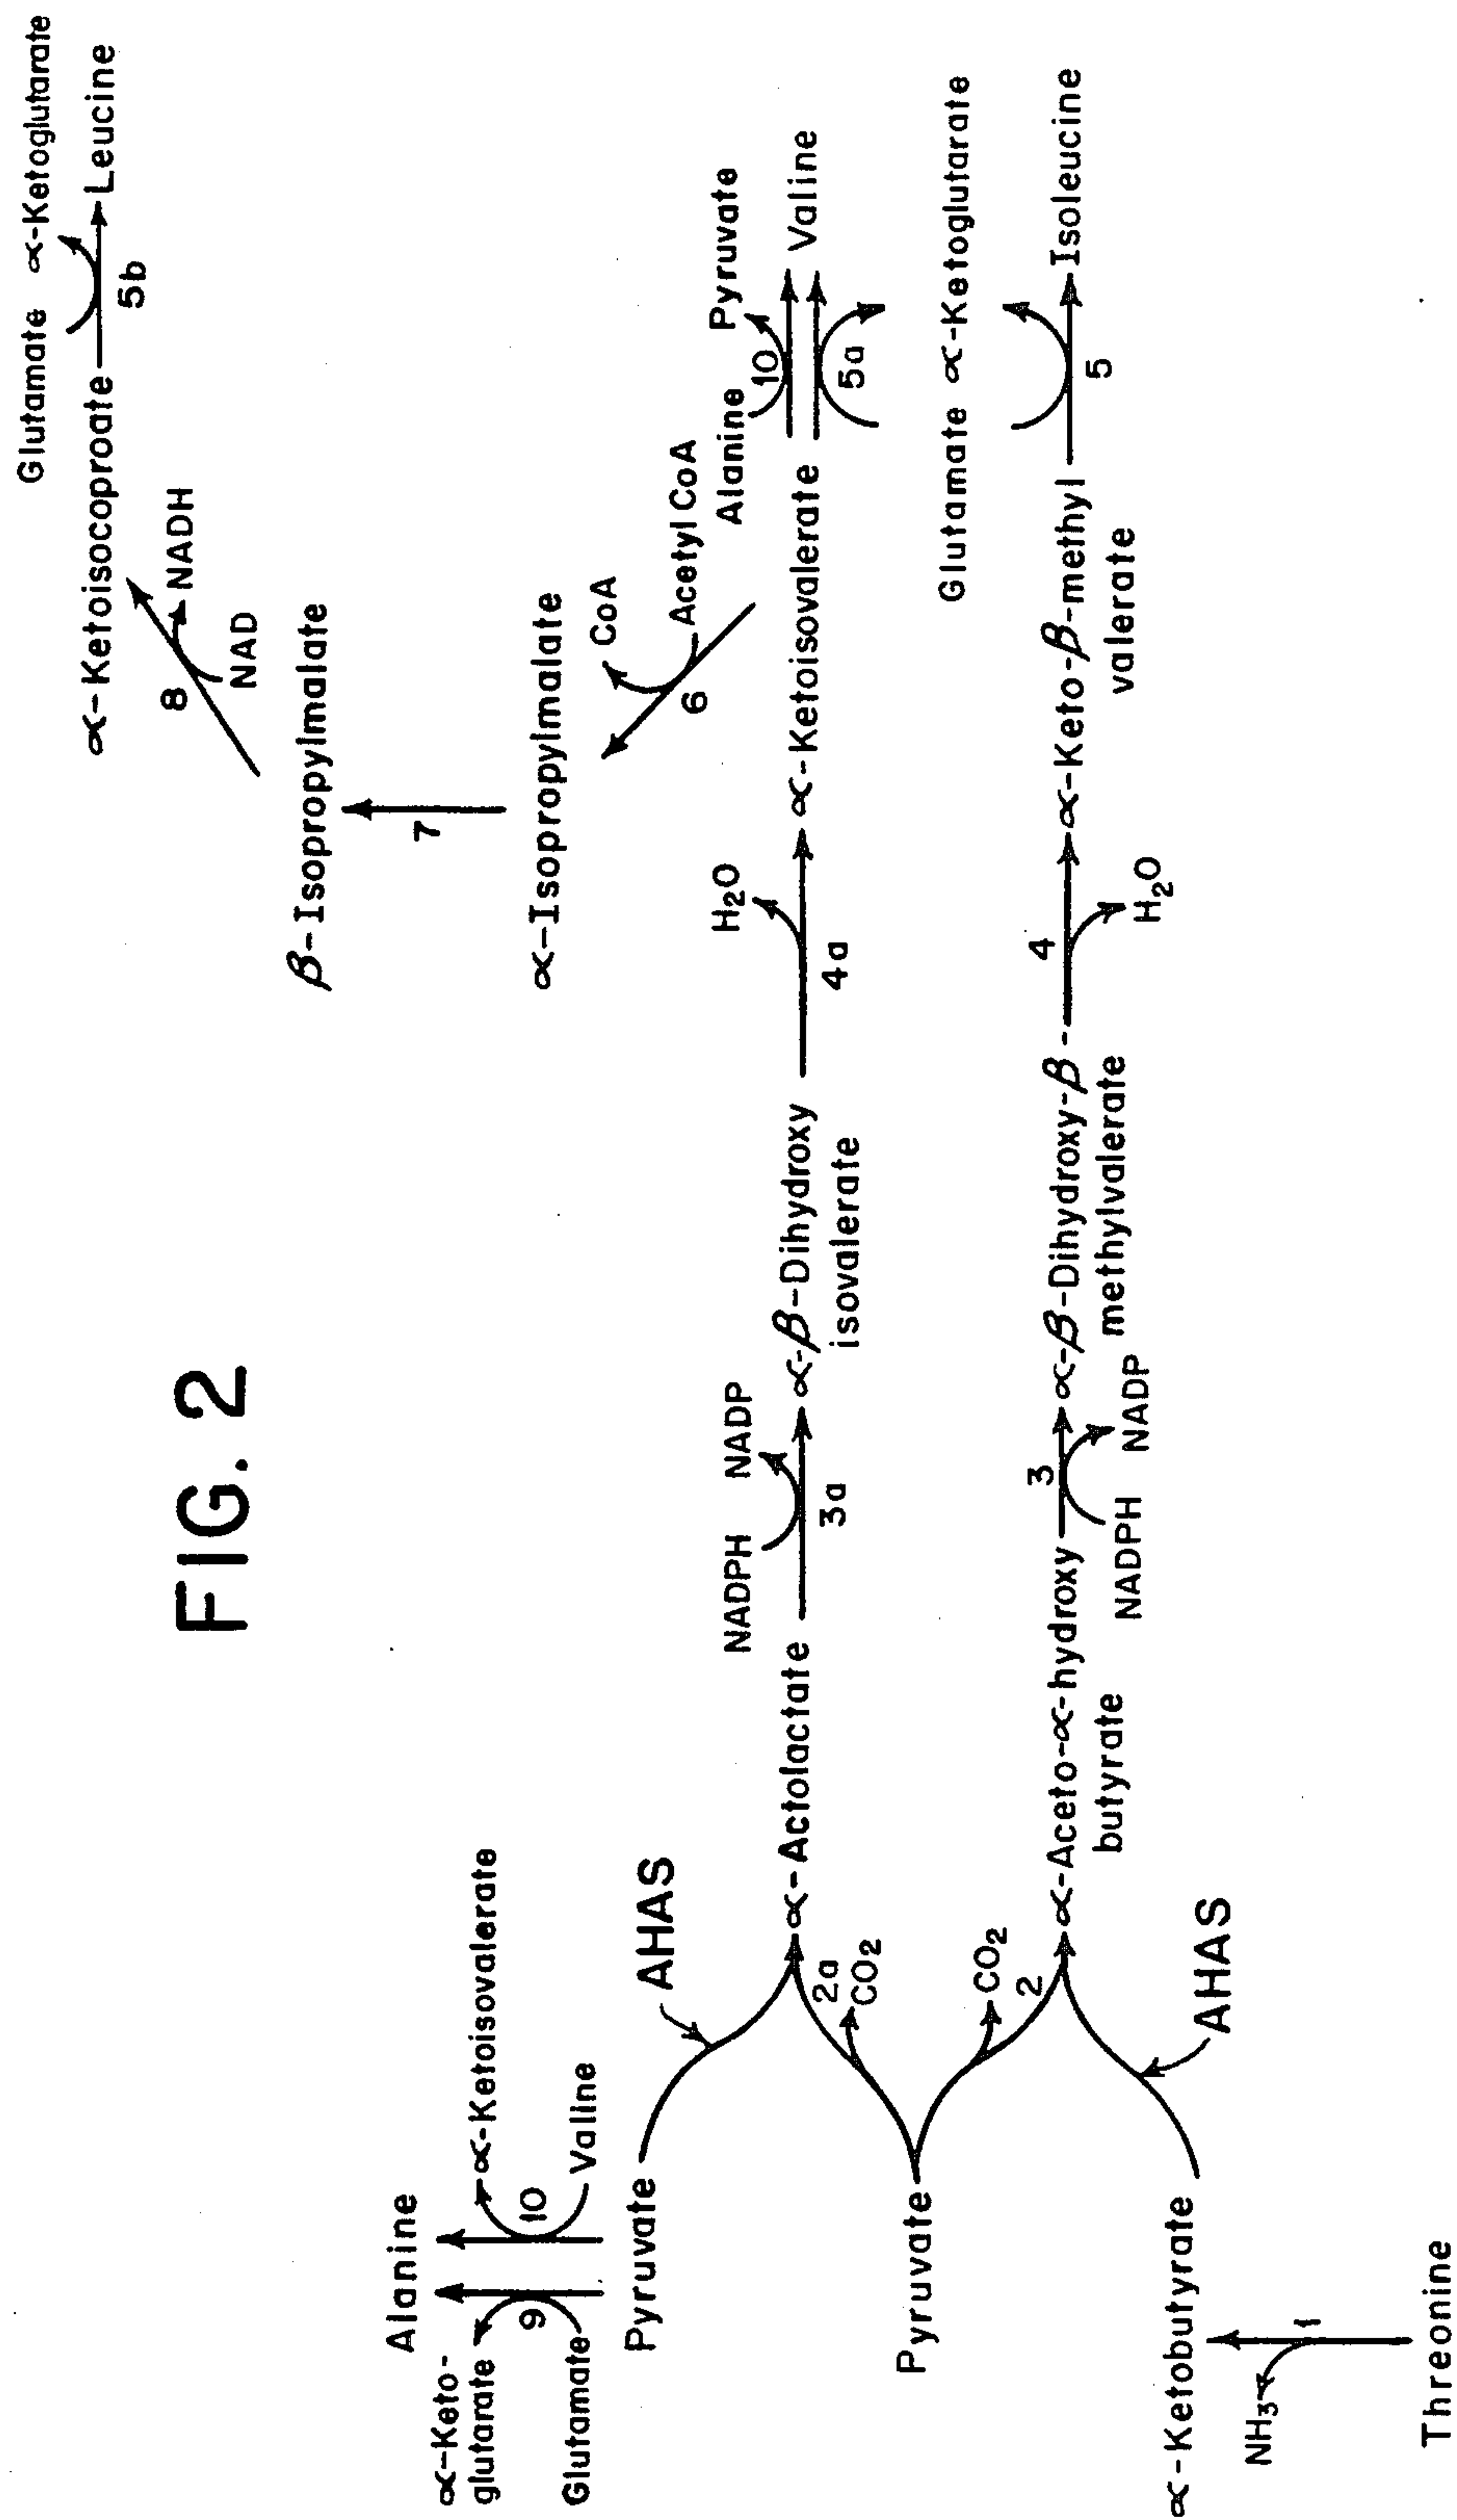 FIG. 2
Glutamate α-Ketoglutarate
α-Ketoisocoproate
Leucine
5b
8
NADH
NAD
β-Isopropylmalate
7
α-Isopropylmalate
CoA
Acetyl CoA
6
Alanine
α-Keto-
glutarate
9
Glutamate
10
α-Ketoisovalerate
Valine
Pyruvate
AHAS
2a
CO2
α-Actolactate
NADPH NADP
3a
α-β-Dihydroxy
isovalerate
H2O
4a
α-Ketoisovalerate
Alanine Pyruvate
10
5a
Valine
Pyruvate
CO2
2
α-Ketobutyrate
AHAS
NH3
1
Threonine
α-Aceto-α-hydroxy
butyrate
3
NADPH NADP
α-β-Dihydroxy-β-
methylvalerate
4
H2O
α-Keto-β-methyl
valerate
Glutamate α-Ketoglutarate
5
Isoleucine